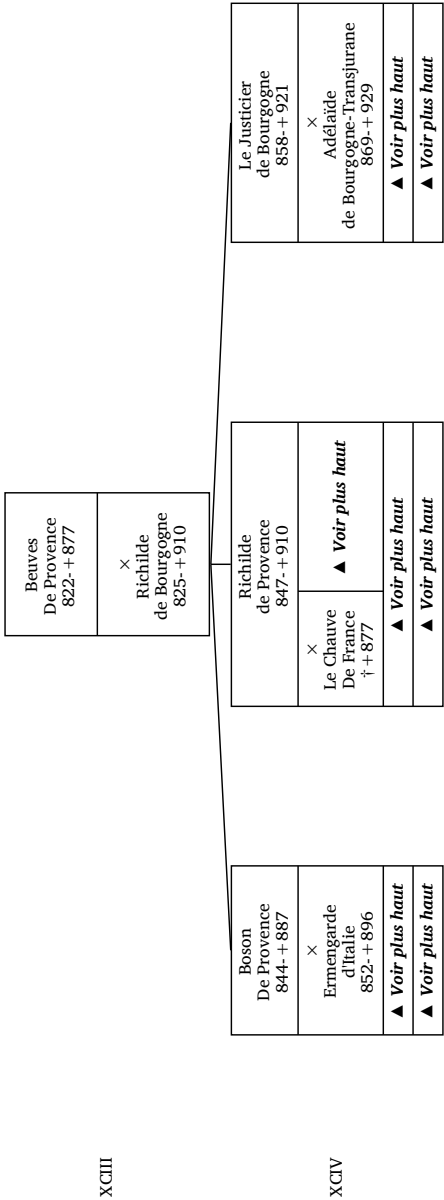 XCIII
Beuves
De Provence
822-+877
×
Richilde
de Bourgogne
825-+910
XCIV
Boson
De Provence
844-+887
×
Ermengarde
d'Italie
852-+896
▲ Voir plus haut
▲ Voir plus haut
Richilde
de Provence
847-+910
×
Le Chauve
De France
†+877
▲ Voir plus haut
▲ Voir plus haut
▲ Voir plus haut
Le Justicier
de Bourgogne
858-+921
×
Adélaïde
de Bourgogne-Transjurane
869-+929
▲ Voir plus haut
▲ Voir plus haut